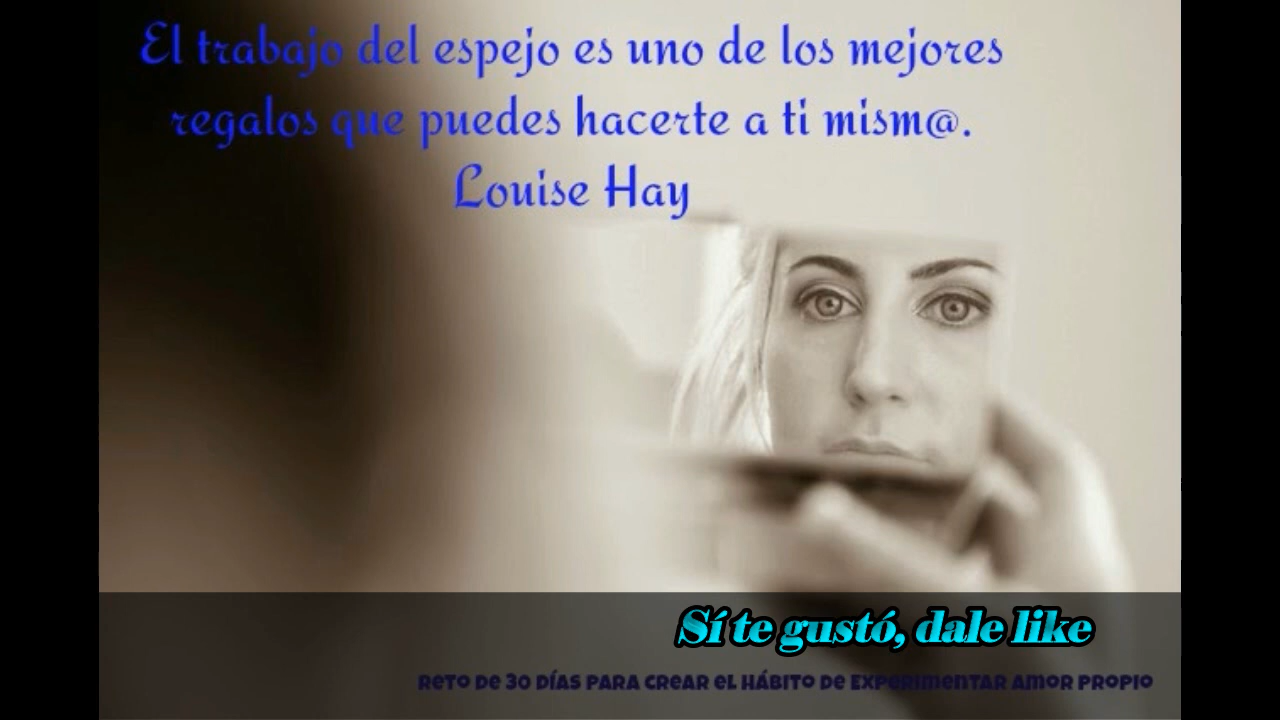 El trabajo del espejo es uno de los mejores
regalos que puedes hacerte a ti mism@.
Louise Hay
Sí te gustó, dale like
Reto de 30 días para crear el hábito de experimentar amor propio